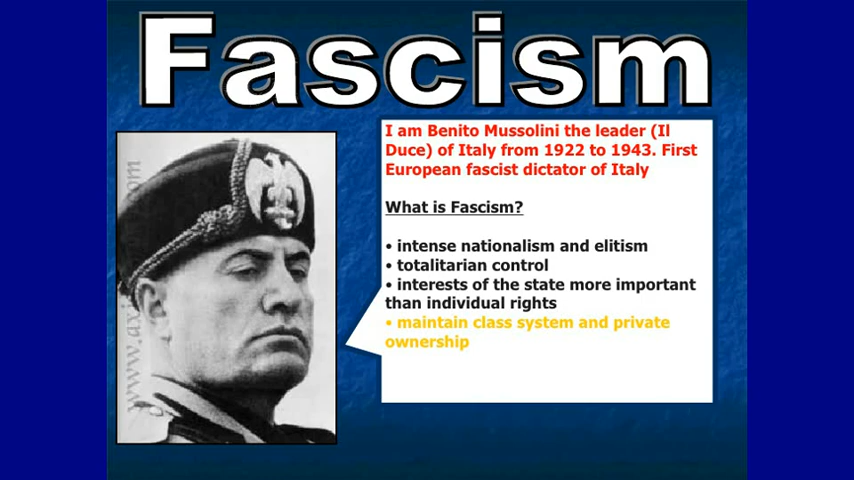 Fascism
I am Benito Mussolini the leader (Il
Duce) of Italy from 1922 to 1943. First
European fascist dictator of Italy
What is Fascism?
• intense nationalism and elitism
• totalitarian control
• interests of the state more important
than individual rights
• maintain class system and private
ownership